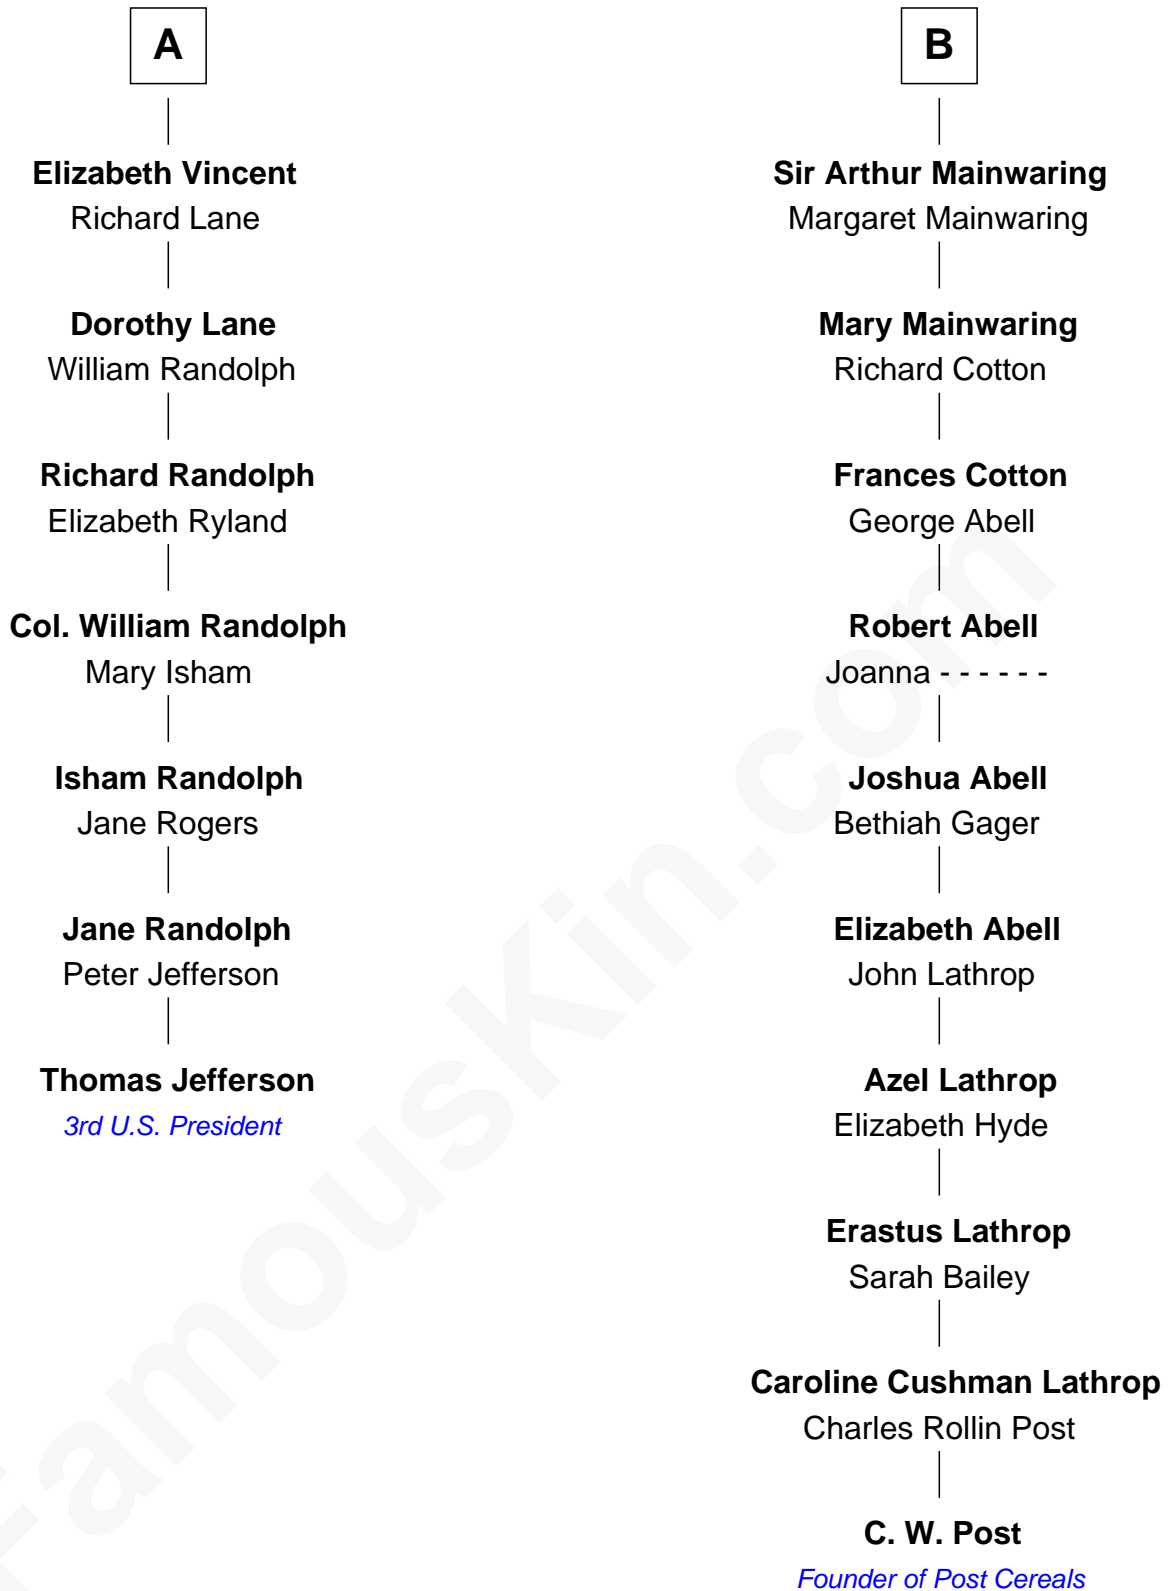 A
Elizabeth Vincent
Richard Lane
Dorothy Lane
William Randolph
Richard Randolph
Elizabeth Ryland
Col. William Randolph
Mary Isham
Isham Randolph
Jane Rogers
Jane Randolph
Peter Jefferson
Thomas Jefferson
3rd U.S. President
B
Sir Arthur Mainwaring
Margaret Mainwaring
Mary Mainwaring
Richard Cotton
Frances Cotton
George Abell
Robert Abell
Joanna - - - - - -
Joshua Abell
Bethiah Gager
Elizabeth Abell
John Lathrop
Azel Lathrop
Elizabeth Hyde
Erastus Lathrop
Sarah Bailey
Caroline Cushman Lathrop
Charles Rollin Post
C. W. Post
Founder of Post Cereals
FamousKin.com